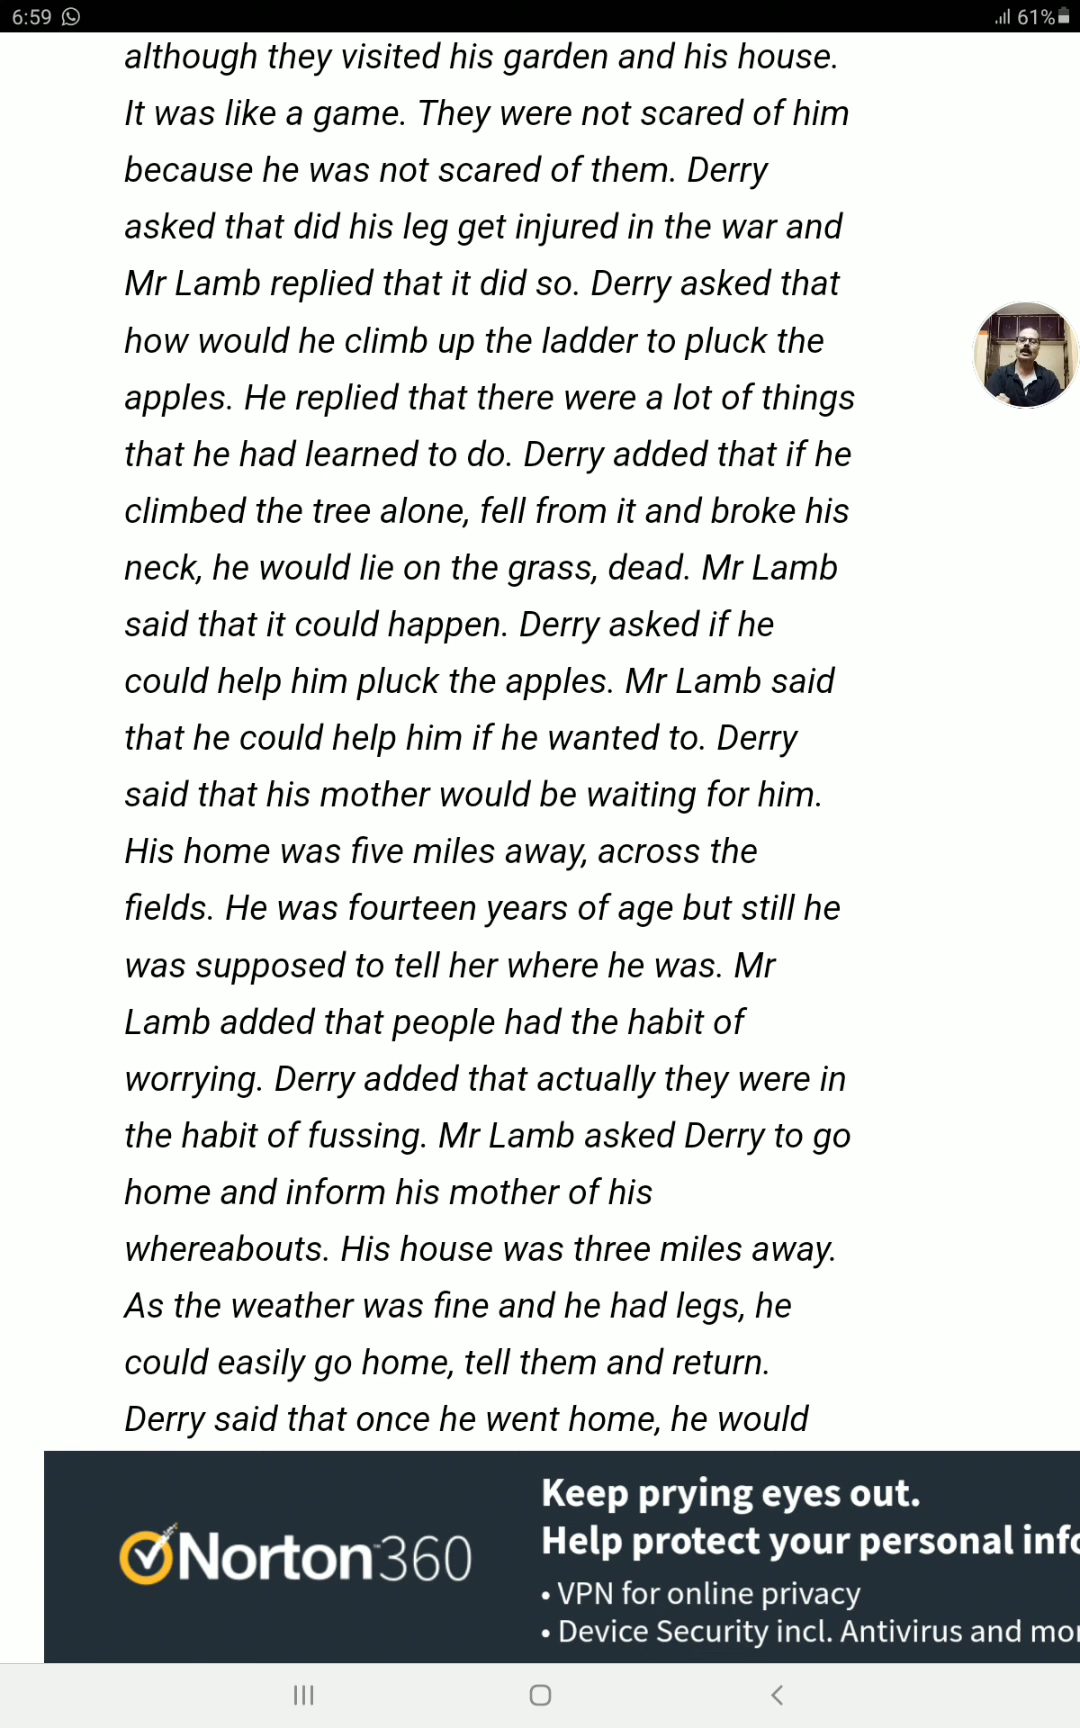 6:59
61%
although they visited his garden and his house.
It was like a game. They were not scared of him
because he was not scared of them. Derry
asked that did his leg get injured in the war and
Mr Lamb replied that it did so. Derry asked that
how would he climb up the ladder to pluck the
apples. He replied that there were a lot of things
that he had learned to do. Derry added that if he
climbed the tree alone, fell from it and broke his
neck, he would lie on the grass, dead. Mr Lamb
said that it could happen. Derry asked if he
could help him pluck the apples. Mr Lamb said
that he could help him if he wanted to. Derry
said that his mother would be waiting for him.
His home was five miles away, across the
fields. He was fourteen years of age but still he
was supposed to tell her where he was. Mr
Lamb added that people had the habit of
worrying. Derry added that actually they were in
the habit of fussing. Mr Lamb asked Derry to go
home and inform his mother of his
whereabouts. His house was three miles away.
As the weather was fine and he had legs, he
could easily go home, tell them and return.
Derry said that once he went home, he would
Norton 360
Keep prying eyes out.
Help protect your personal info
• VPN for online privacy
• Device Security incl. Antivirus and mo